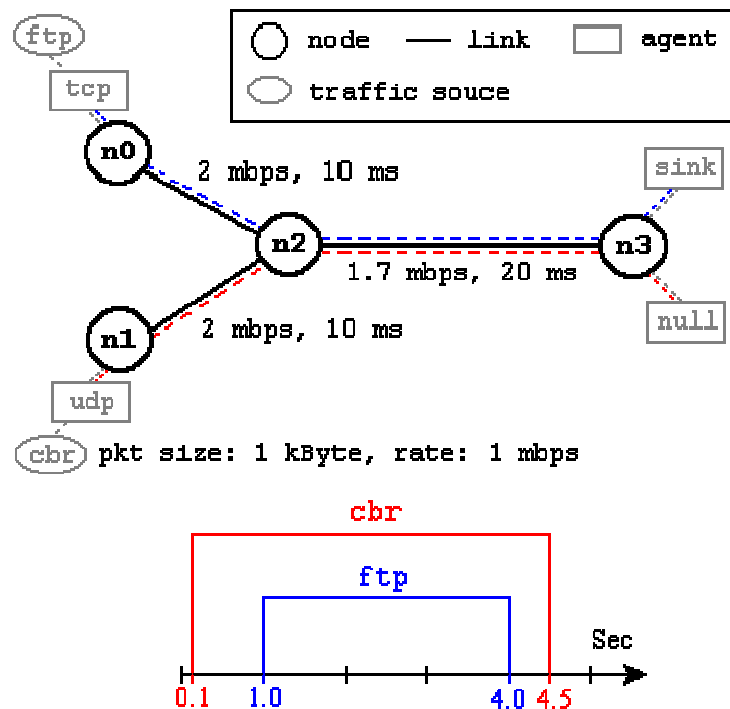 ftp
node
link
agent
traffic souce
tcp
n0
2 mbps, 10 ms
sink
n2
n3
1.7 mbps, 20 ms
n1
2 mbps, 10 ms
null
udp
cbr
pkt size: 1 kByte, rate: 1 mbps
cbr
ftp
Sec
0.1
1.0
4.0
4.5